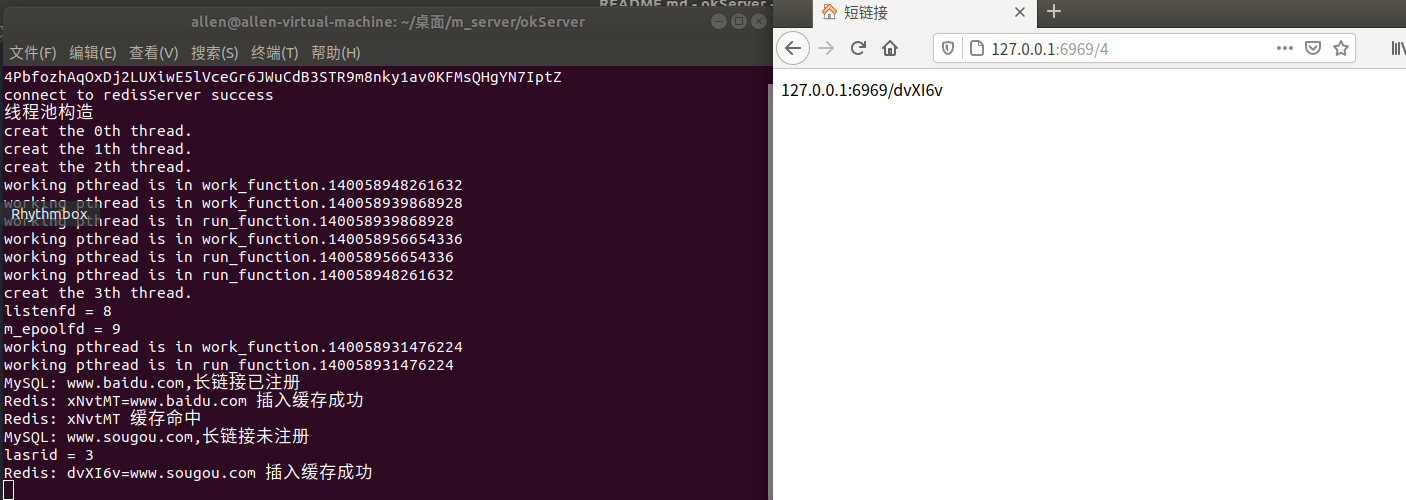 README.md - okServer -
allen@allen-virtual-machine: ~/桌面/m_server/okServer
文件(F) 编辑(E) 查看(V) 搜索(S) 终端(T) 帮助(H)
4PbfozhAqOxDj2LUXiwE5lVceGr6JWuCdB3STR9m8nky1av0KFMsQHgYN7IptZ
connect to redisServer success
线程池构造
creat the 0th thread.
creat the 1th thread.
creat the 2th thread.
working pthread is in work_function.140058948261632
working pthread is in work_function.140058939868928
Rhythmbox
working pthread is in run_function.140058939868928
working pthread is in work_function.140058956654336
working pthread is in run_function.140058956654336
working pthread is in run_function.140058948261632
creat the 3th thread.
listenfd = 8
m_epoolfd = 9
working pthread is in work_function.140058931476224
working pthread is in run_function.140058931476224
MySQL: www.baidu.com,长链接已注册
Redis: xNvtMT=www.baidu.com 插入缓存成功
Redis: xNvtMT 缓存命中
MySQL: www.sougou.com,长链接未注册
lasrid = 3
Redis: dvXI6v=www.sougou.com 插入缓存成功
短链接
127.0.0.1:6969/4
127.0.0.1:6969/dvXI6v